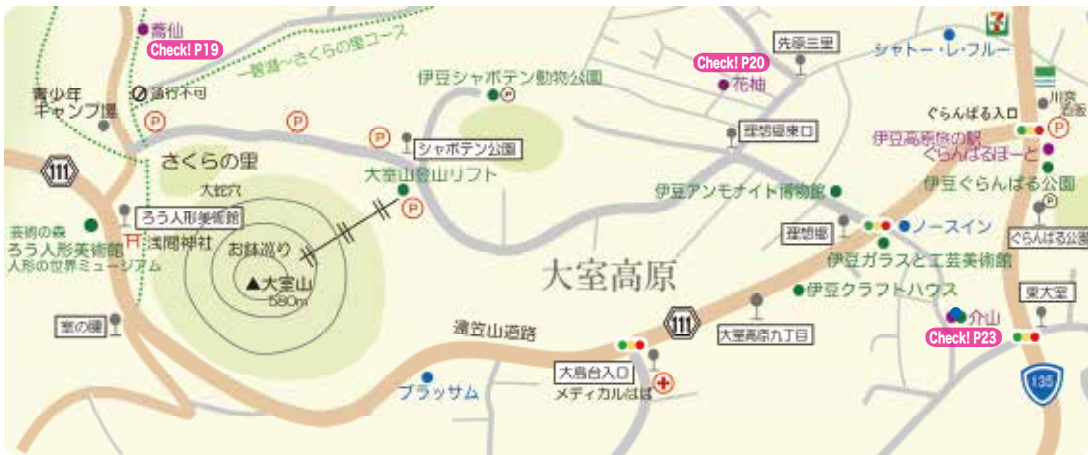 蕎仙
Check! P19
一碧湖~さくらの里コース
青少年
キャンプ場
通行不可
P
P
P
さくらの里
伊豆シャボテン動物公園
P
シャボテン公園
大室山登山リフト
P
111
大蛇穴
ろう人形美術館
芸術の森
ろう人形美術館
人形の世界ミュージアム
浅間神社
お鉢巡り
▲大室山
580m
室の腰
Check! P20
花柚
先原三里
シャトー・レ・フルー
7
ぐらんぱる入口
川奈
P
伊豆高原旅の駅
ぐらんぱるぽーと
伊豆ぐらんぱる公園
P
ぐらんぱる公園
理想郷東口
伊豆アンモナイト博物館
理想郷
ノースイン
伊豆ガラスと工芸美術館
大室高原
伊豆クラフトハウス
東大室
介山
Check! P23
111
大室高原九丁目
遠笠山道路
大島台入口
メディカルはば
ブラッサム
135